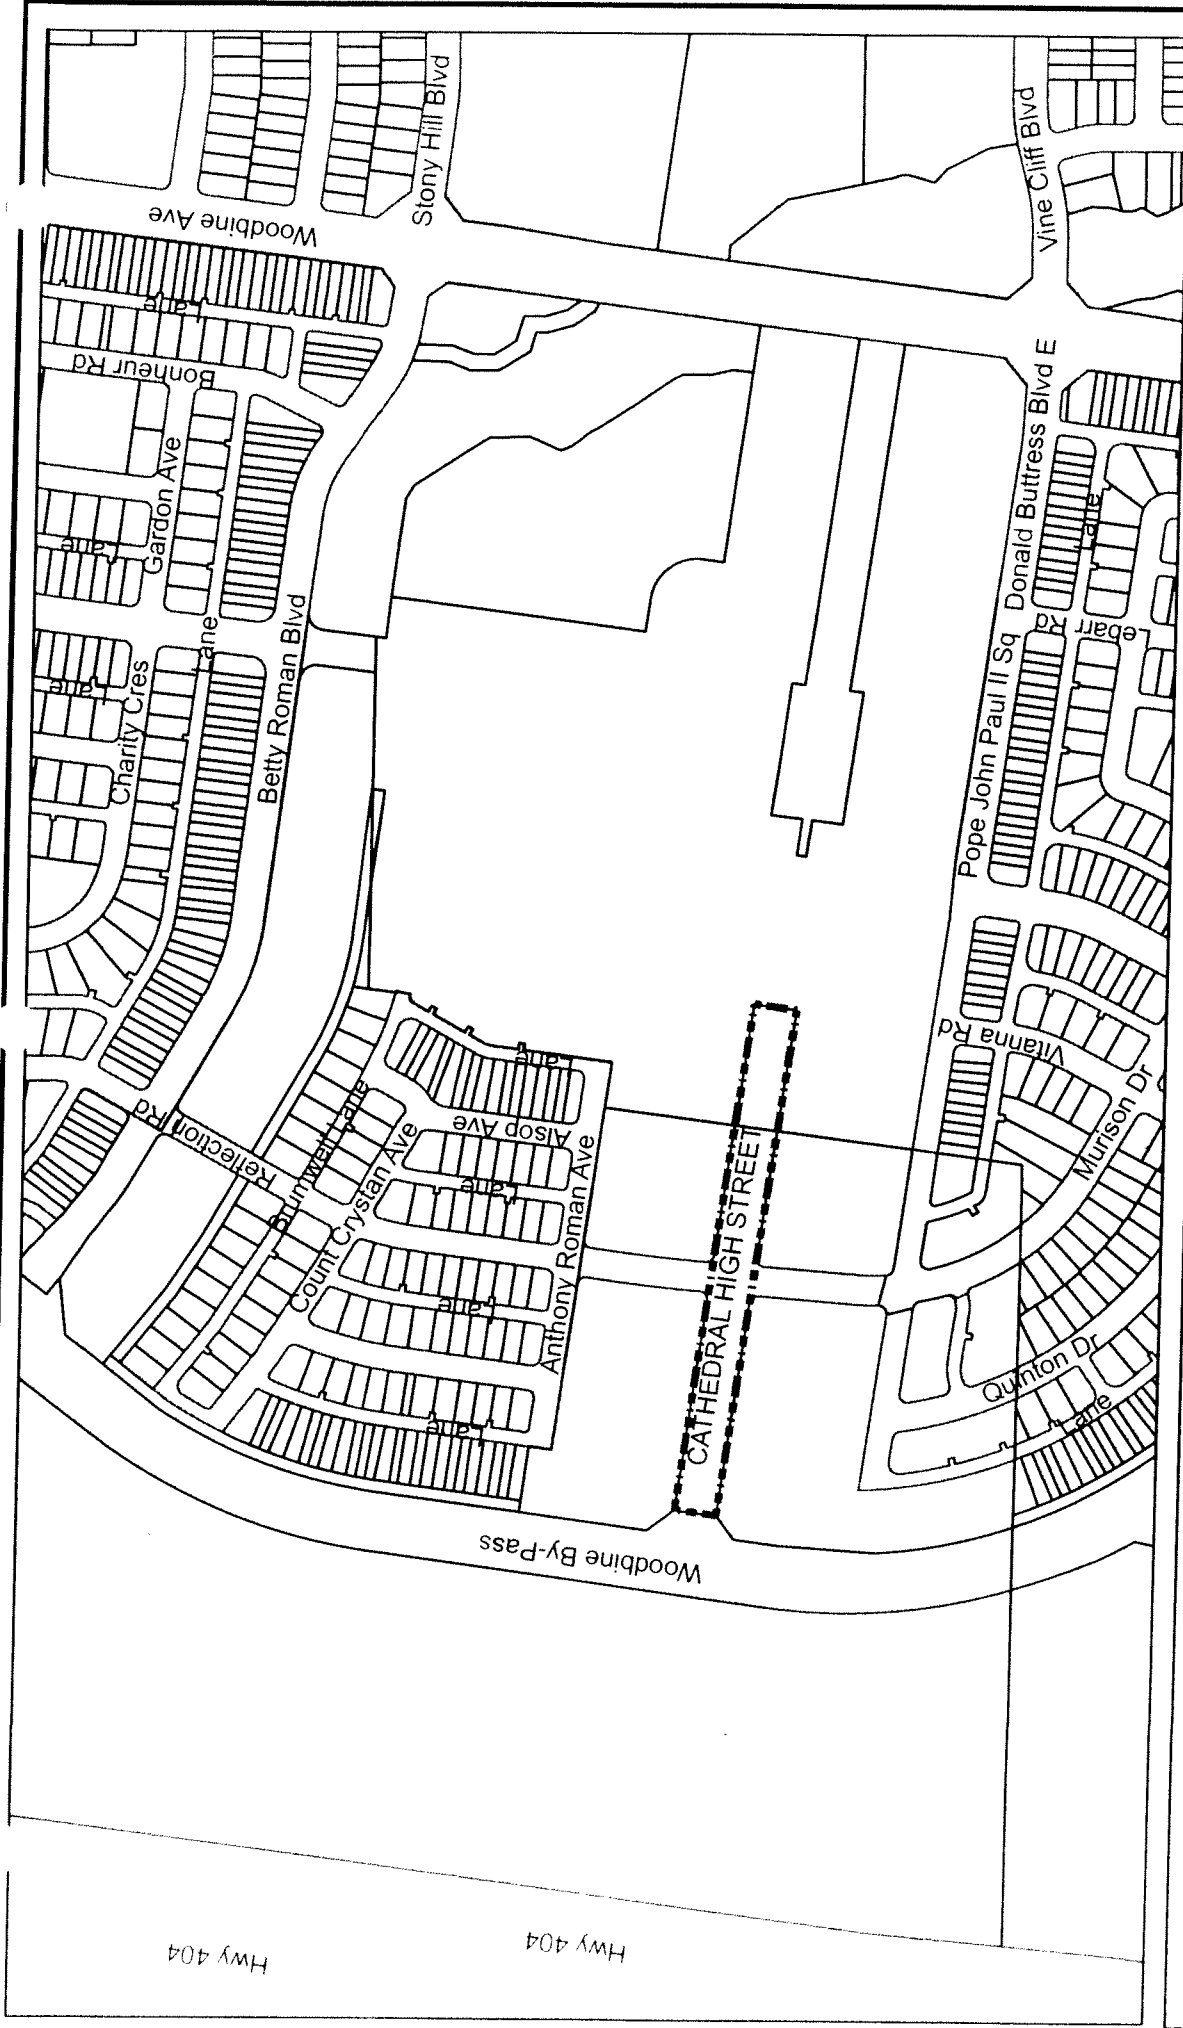 Stony Hill Blvd
Vine Cliff Blvd
Woodbine Ave
Lane
Bonheur Rd
Donald Buttress Blvd E
Gardon Ave
Lane
Lane
Lane
Lebarr Rd
Betty Roman Blvd
Charity Cres
Lane
Pope John Paul II Sq
Vitanna Rd
Lane
Murison Dr
Reflection Rd
Brumwell Lane
Alsop Ave
Count Crystan Ave
Lane
Anthony Roman Ave
Lane
CATHEDRAL HIGH STREET
Quinton Dr
Lane
Lane
Woodbine By-Pass
Hwy 404
Hwy 404